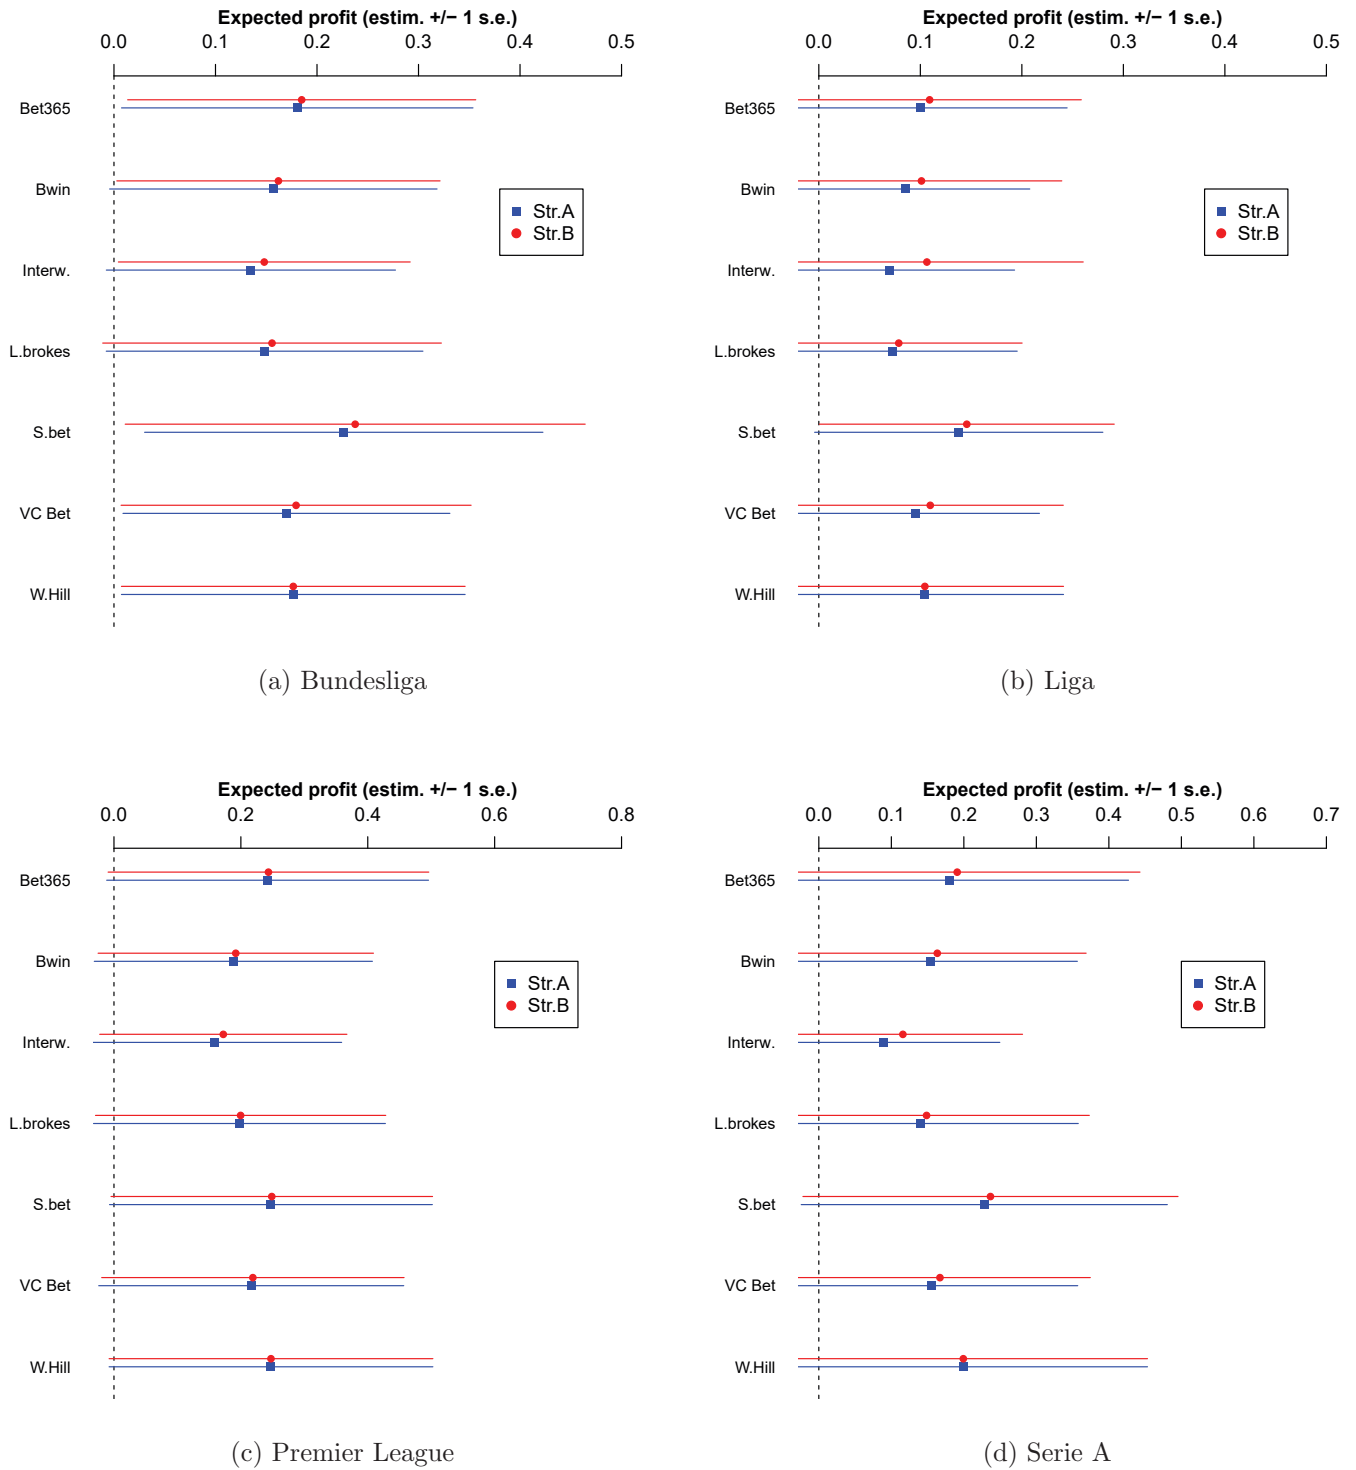 Expected profit (estim. +/− 1 s.e.)
0.0 0.1 0.2 0.3 0.4 0.5
Bet365
Bwin
Interw.
L.brokes
S.bet
VC Bet
W.Hill
Str.A
Str.B
(a) Bundesliga
Expected profit (estim. +/− 1 s.e.)
0.0 0.1 0.2 0.3 0.4 0.5
Bet365
Bwin
Interw.
L.brokes
S.bet
VC Bet
W.Hill
Str.A
Str.B
(b) Liga
Expected profit (estim. +/− 1 s.e.)
0.0 0.2 0.4 0.6 0.8
Bet365
Bwin
Interw.
L.brokes
S.bet
VC Bet
W.Hill
Str.A
Str.B
(c) Premier League
Expected profit (estim. +/− 1 s.e.)
0.0 0.1 0.2 0.3 0.4 0.5 0.6 0.7
Bet365
Bwin
Interw.
L.brokes
S.bet
VC Bet
W.Hill
Str.A
Str.B
(d) Serie A